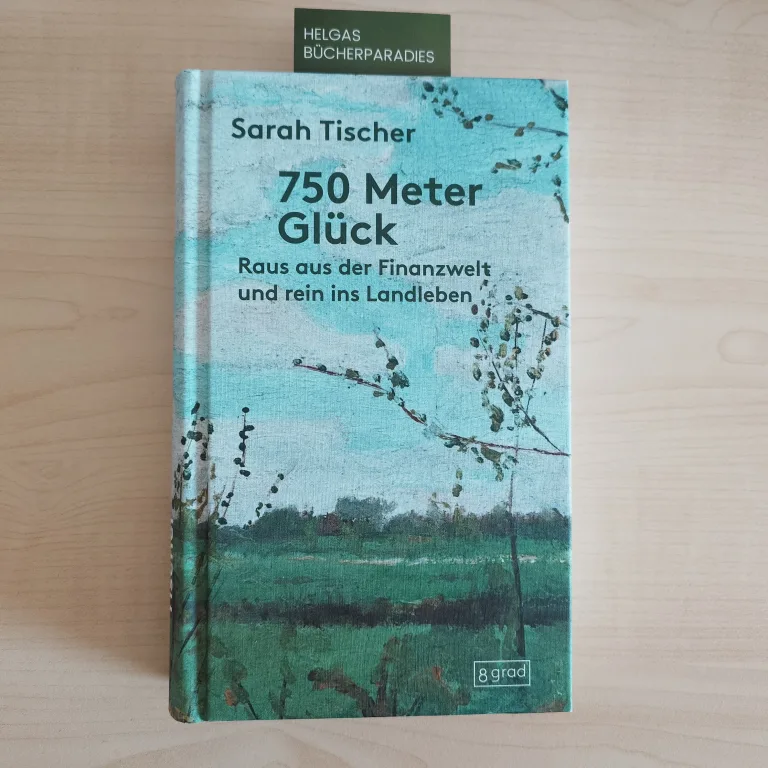 HELGAS
BÜCHERPARADIES
Sarah Tischer
750 Meter
Glück
Raus aus der Finanzwelt
und rein ins Landleben
8 grad